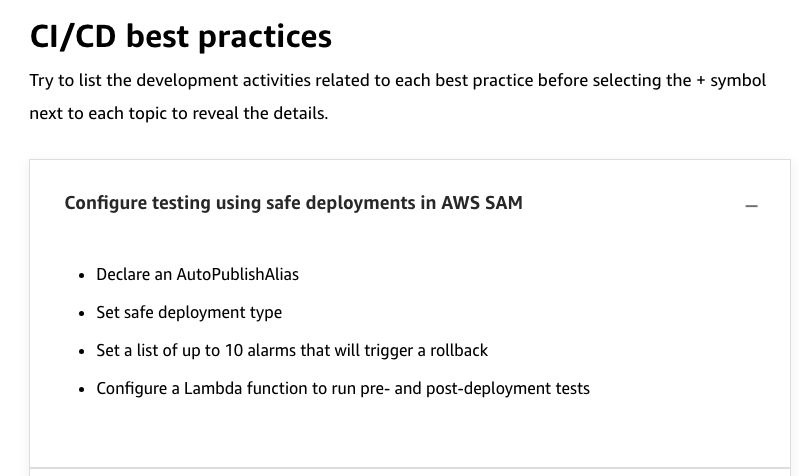 CI/CD best practices
Try to list the development activities related to each best practice before selecting the + symbol
next to each topic to reveal the details.
Configure testing using safe deployments in AWS SAM
• Declare an AutoPublishAlias
• Set safe deployment type
• Set a list of up to 10 alarms that will trigger a rollback
• Configure a Lambda function to run pre- and post-deployment tests